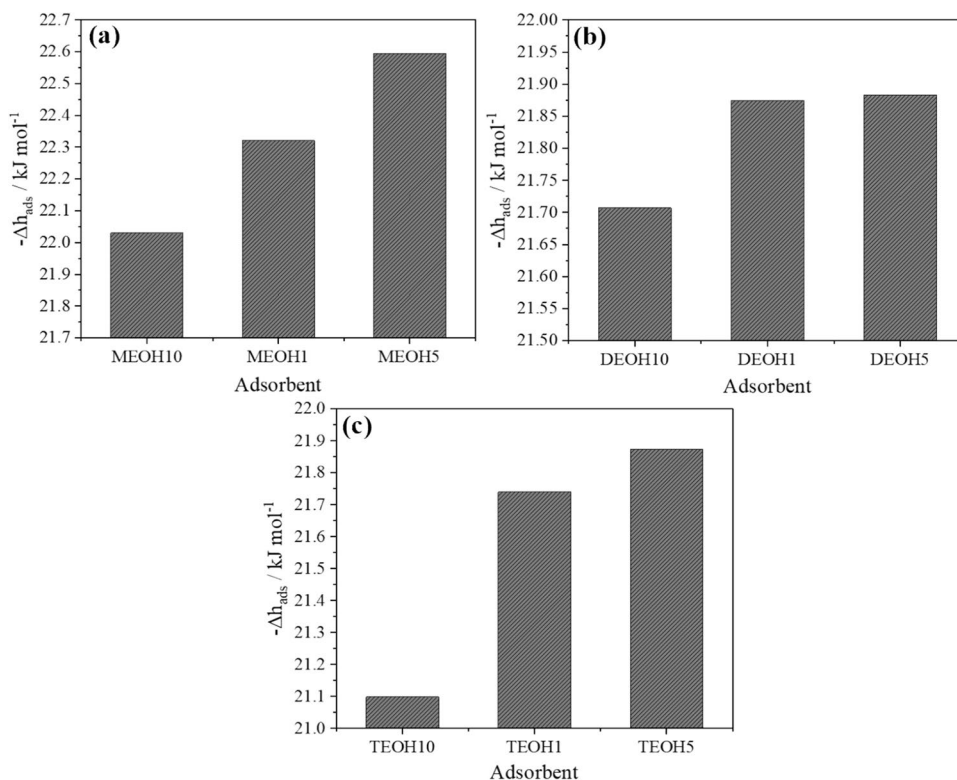 (a)
-Δh_ads / kJ mol⁻¹
22.7
22.6
22.5
22.4
22.3
22.2
22.1
22.0
21.9
21.8
21.7
MEOH10 MEOH1 MEOH5
Adsorbent
(b)
-Δh_ads / kJ mol⁻¹
22.00
21.95
21.90
21.85
21.80
21.75
21.70
21.65
21.60
21.55
21.50
DEOH10 DEOH1 DEOH5
Adsorbent
(c)
-Δh_ads / kJ mol⁻¹
22.0
21.9
21.8
21.7
21.6
21.5
21.4
21.3
21.2
21.1
21.0
TEOH10 TEOH1 TEOH5
Adsorbent